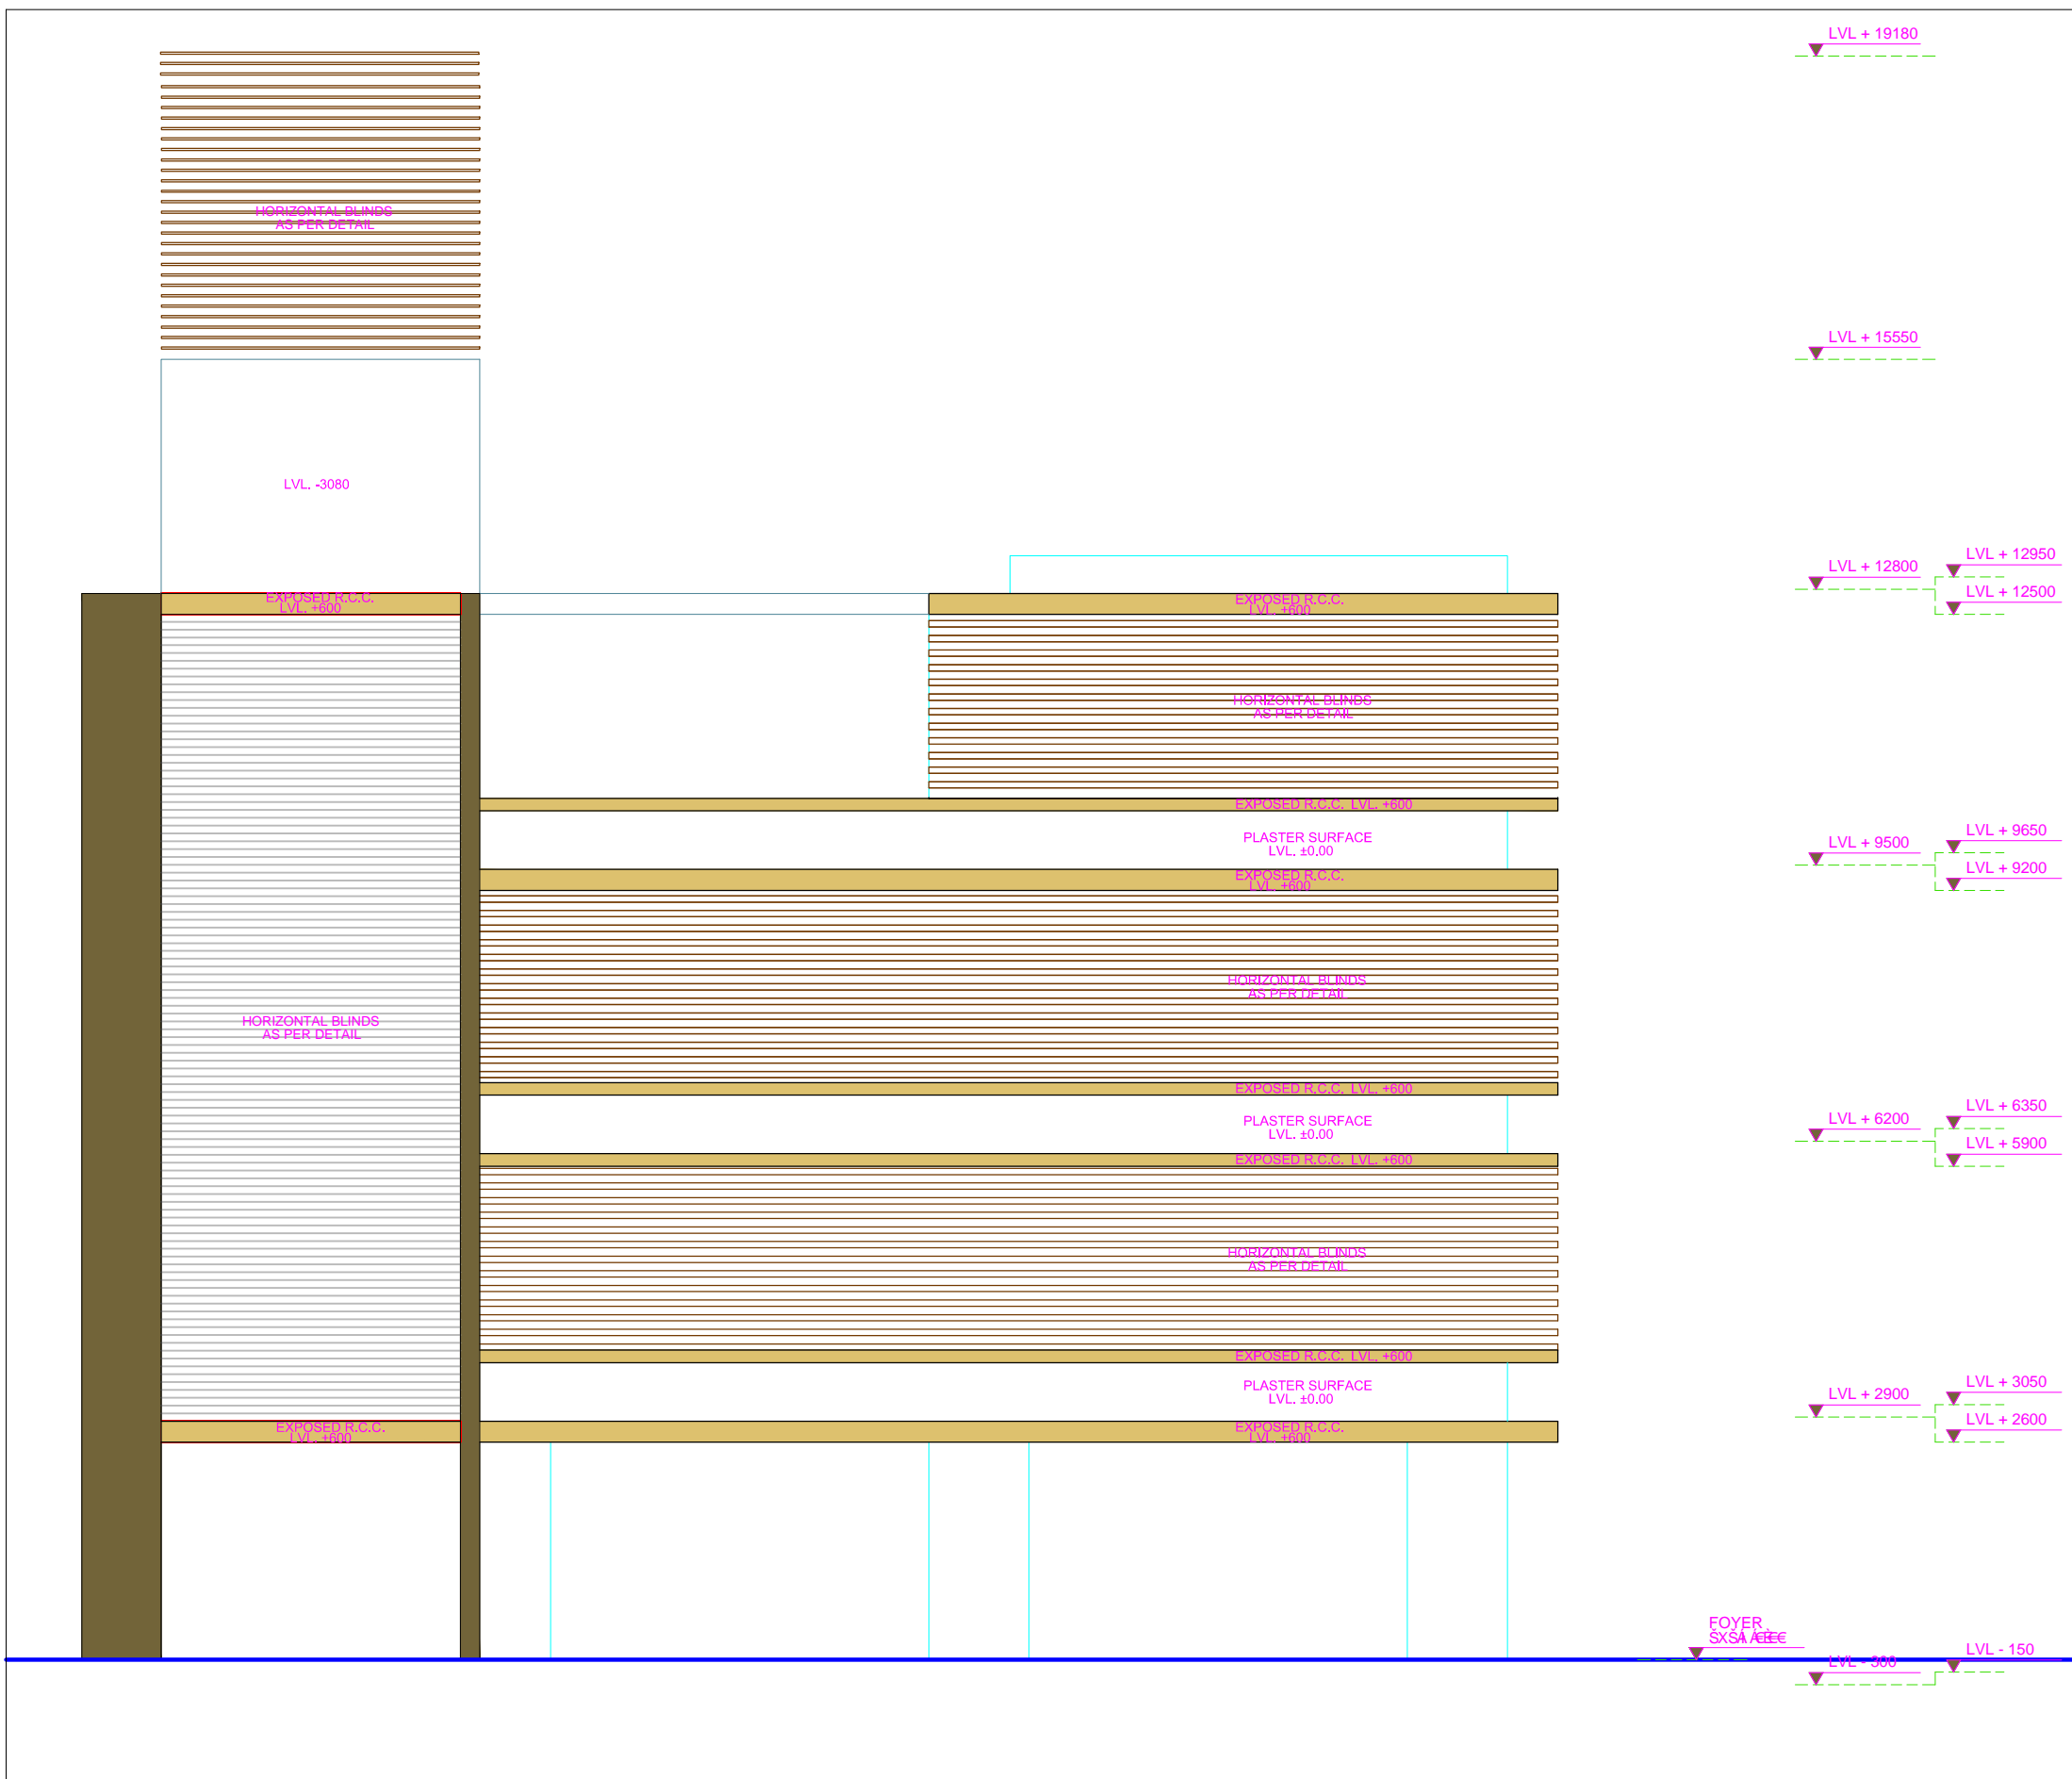 LVL + 19180
HORIZONTAL BLINDS
AS PER DETAIL
LVL + 15550
LVL. -3080
LVL + 12950
LVL + 12800
LVL + 12500
EXPOSED R.C.C.
LVL. +600
EXPOSED R.C.C.
LVL. +600
HORIZONTAL BLINDS
AS PER DETAIL
EXPOSED R.C.C. LVL. +600
PLASTER SURFACE
LVL. ±0.00
LVL + 9650
LVL + 9500
LVL + 9200
EXPOSED R.C.C.
LVL. +600
HORIZONTAL BLINDS
AS PER DETAIL
HORIZONTAL BLINDS
AS PER DETAIL
EXPOSED R.C.C. LVL. +600
PLASTER SURFACE
LVL. ±0.00
LVL + 6350
LVL + 6200
LVL + 5900
EXPOSED R.C.C. LVL. +600
HORIZONTAL BLINDS
AS PER DETAIL
EXPOSED R.C.C. LVL. +600
PLASTER SURFACE
LVL. ±0.00
LVL + 3050
LVL + 2900
LVL + 2600
EXPOSED R.C.C.
LVL. +600
EXPOSED R.C.C.
LVL. +600
FOYER
LVL - 150
LVL - 300